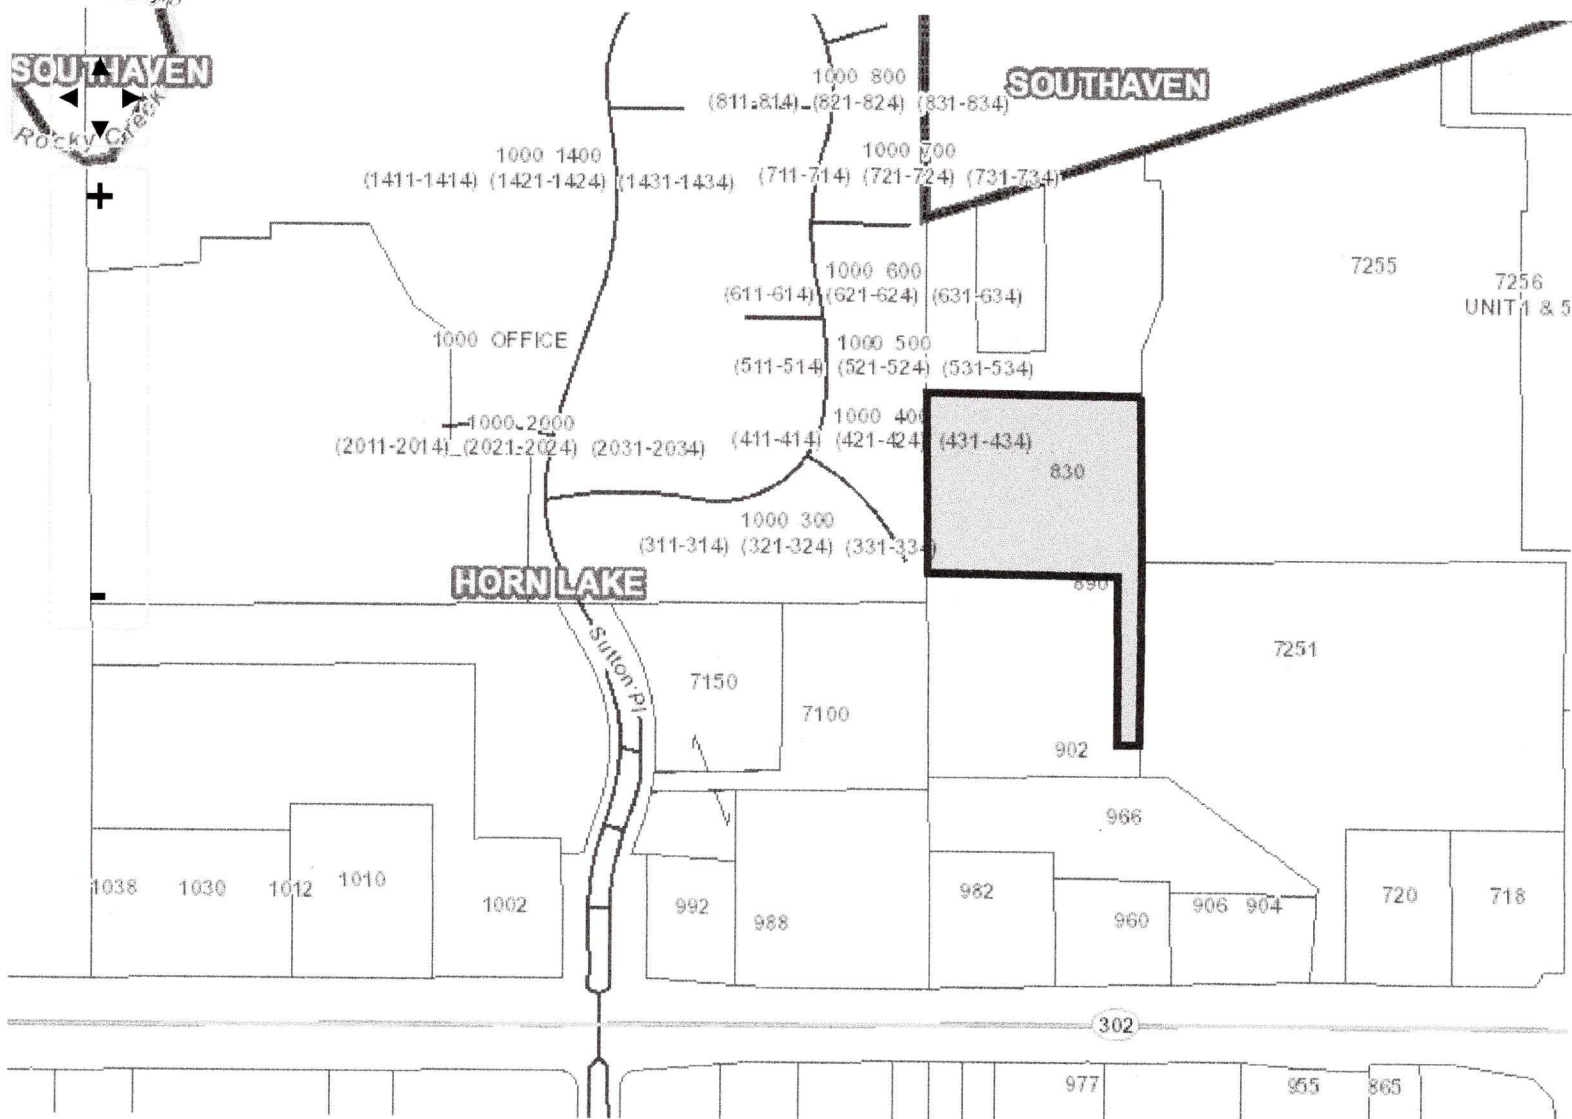 SOUTHAVEN
Rocky Creek
SOUTHAVEN
1000 800
(811-814) (821-824) (831-834)
1000 1400
(1411-1414) (1421-1424) (1431-1434)
1000 700
(711-714) (721-724) (731-734)
+
1000 600
(611-614) (621-624) (631-634)
7255
7256
UNIT 1 & 5
1000 OFFICE
1000 500
(511-514) (521-524) (531-534)
1000 2000
(2011-2014) (2021-2024) (2031-2034)
1000 400
(411-414) (421-424) (431-434)
830
1000 300
(311-314) (321-324) (331-334)
HORN LAKE
-
890
Sutton Pl
7150
7100
7251
902
966
1038
1030
1012
1010
1002
992
988
982
960
906
904
720
718
302
977
955
865